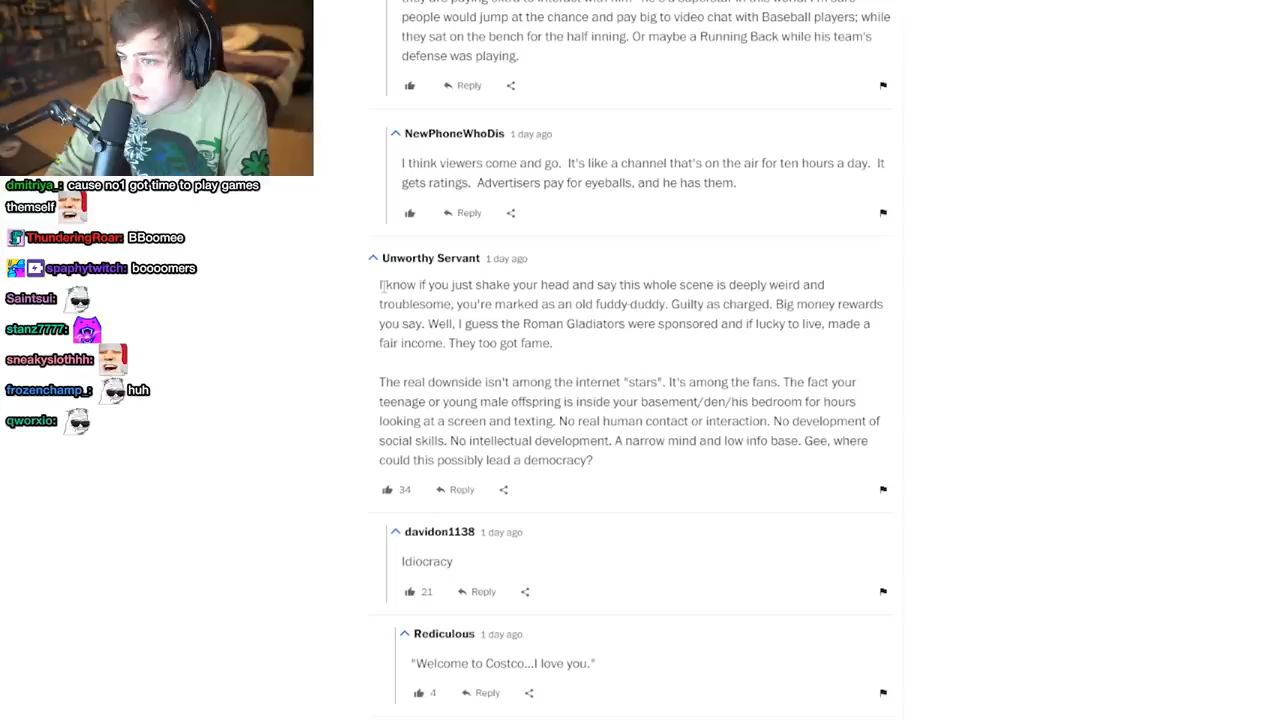 they are paying extra to interact with him - he's a superstar in this world. I'm sure
people would jump at the chance and pay big to video chat with Baseball players; while
they sat on the bench for the half inning. Or maybe a Running Back while his team's
defense was playing.
Reply
NewPhoneWhoDis 1 day ago
I think viewers come and go. It's like a channel that's on the air for ten hours a day. It
gets ratings. Advertisers pay for eyeballs, and he has them.
Reply
Unworthy Servant 1 day ago
I know if you just shake your head and say this whole scene is deeply weird and
troublesome, you're marked as an old fuddy-duddy. Guilty as charged. Big money rewards
you say. Well, I guess the Roman Gladiators were sponsored and if lucky to live, made a
fair income. They too got fame.
The real downside isn't among the internet "stars". It's among the fans. The fact your
teenage or young male offspring is inside your basement/den/his bedroom for hours
looking at a screen and texting. No real human contact or interaction. No development of
social skills. No intellectual development. A narrow mind and low info base. Gee, where
could this possibly lead a democracy?
34 Reply
davidon1138 1 day ago
Idiocracy
21 Reply
Rediculous 1 day ago
"Welcome to Costco...I love you."
4 Reply
dmitriya_: cause no1 got time to play games
themself
ThunderingRoar: BBoomee
spaphytwitch: boooomers
Saintsui:
stanz7777:
sneakyslothhh:
frozenchamp_: huh
qworxio: